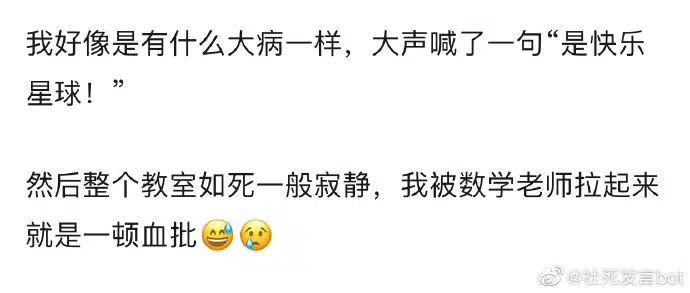 我好像是有什么大病一样，大声喊了一句“是快乐
星球！”
然后整个教室如死一般寂静，我被数学老师拉起来
就是一顿血批😅😢
@社死发言bot